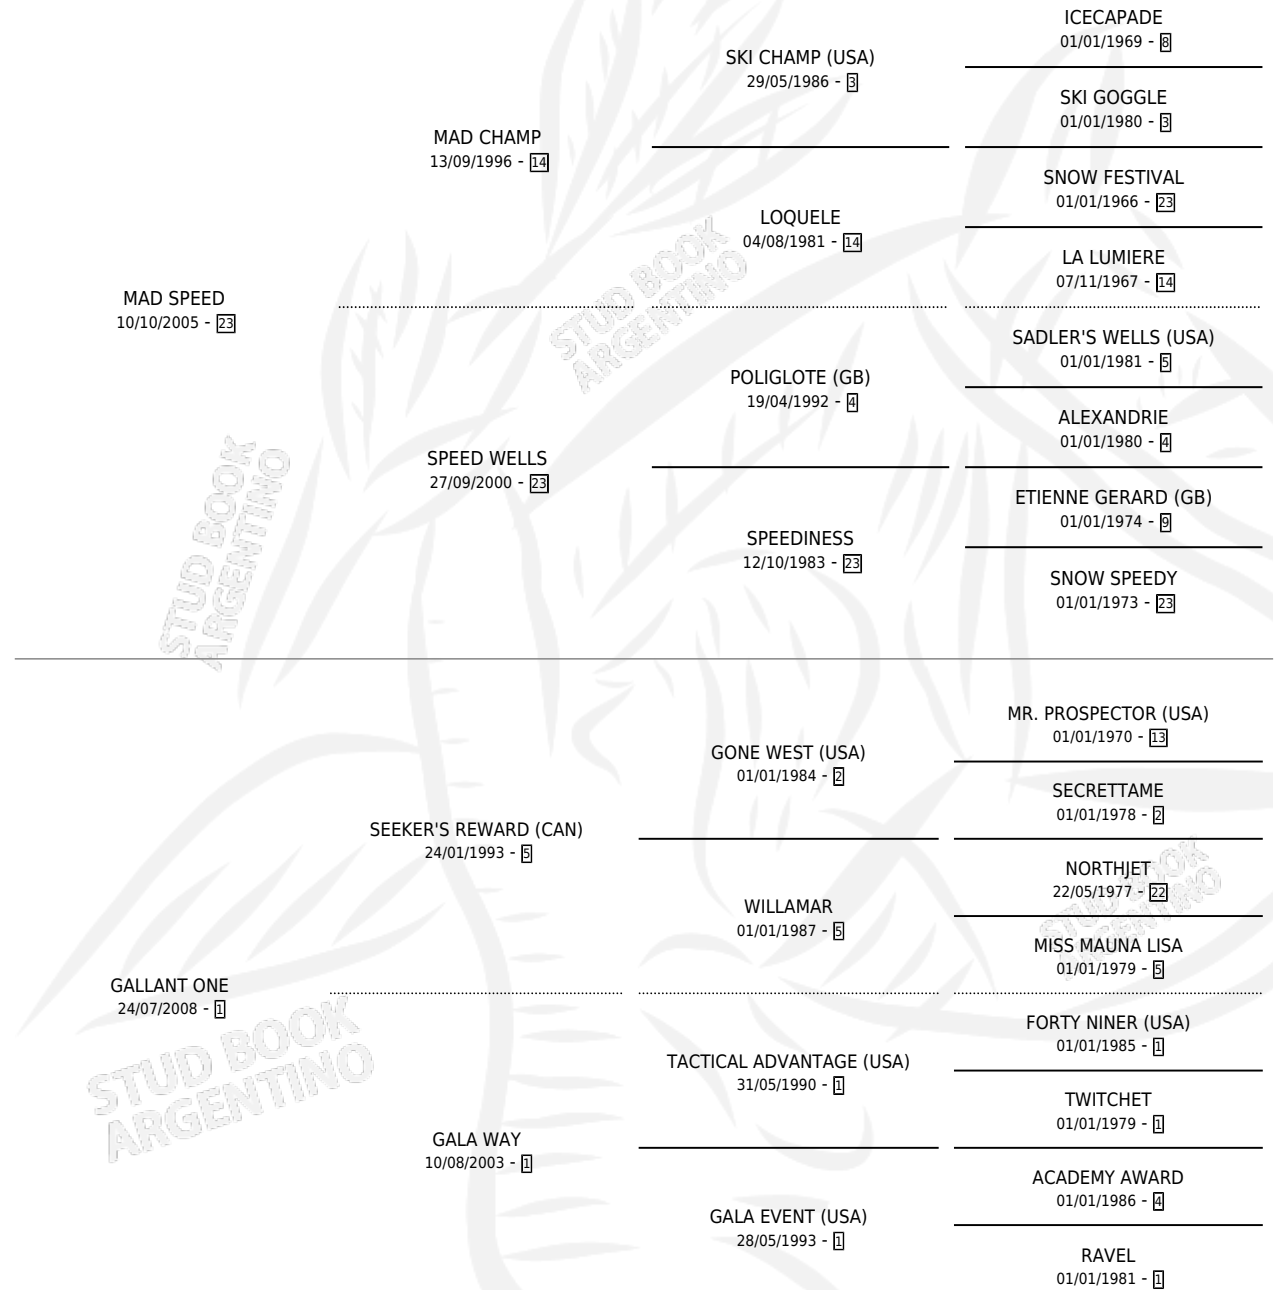 ICECAPADE
01/01/1969 - 8
SKI CHAMP (USA)
29/05/1986 - 3
SKI GOGGLE
01/01/1980 - 3
MAD CHAMP
13/09/1996 - 14
SNOW FESTIVAL
01/01/1966 - 23
LOQUELE
04/08/1981 - 14
LA LUMIERE
07/11/1967 - 14
MAD SPEED
10/10/2005 - 23
SADLER'S WELLS (USA)
01/01/1981 - 5
POLIGLOTE (GB)
19/04/1992 - 4
ALEXANDRIE
01/01/1980 - 4
SPEED WELLS
27/09/2000 - 23
ETIENNE GERARD (GB)
01/01/1974 - 9
SPEEDINESS
12/10/1983 - 23
SNOW SPEEDY
01/01/1973 - 23
MR. PROSPECTOR (USA)
01/01/1970 - 13
GONE WEST (USA)
01/01/1984 - 2
SECRETTAME
01/01/1978 - 2
SEEKER'S REWARD (CAN)
24/01/1993 - 5
NORTHJET
22/05/1977 - 22
WILLAMAR
01/01/1987 - 5
MISS MAUNA LISA
01/01/1979 - 5
GALLANT ONE
24/07/2008 - 1
FORTY NINER (USA)
01/01/1985 - 1
TACTICAL ADVANTAGE (USA)
31/05/1990 - 1
TWITCHET
01/01/1979 - 1
GALA WAY
10/08/2003 - 1
ACADEMY AWARD
01/01/1986 - 4
GALA EVENT (USA)
28/05/1993 - 1
RAVEL
01/01/1981 - 1
STUD BOOK
ARGENTINO
STUD BOOK
ARGENTINO
STUD BOOK
ARGENTINO
STUD BOOK
ARGENTINO